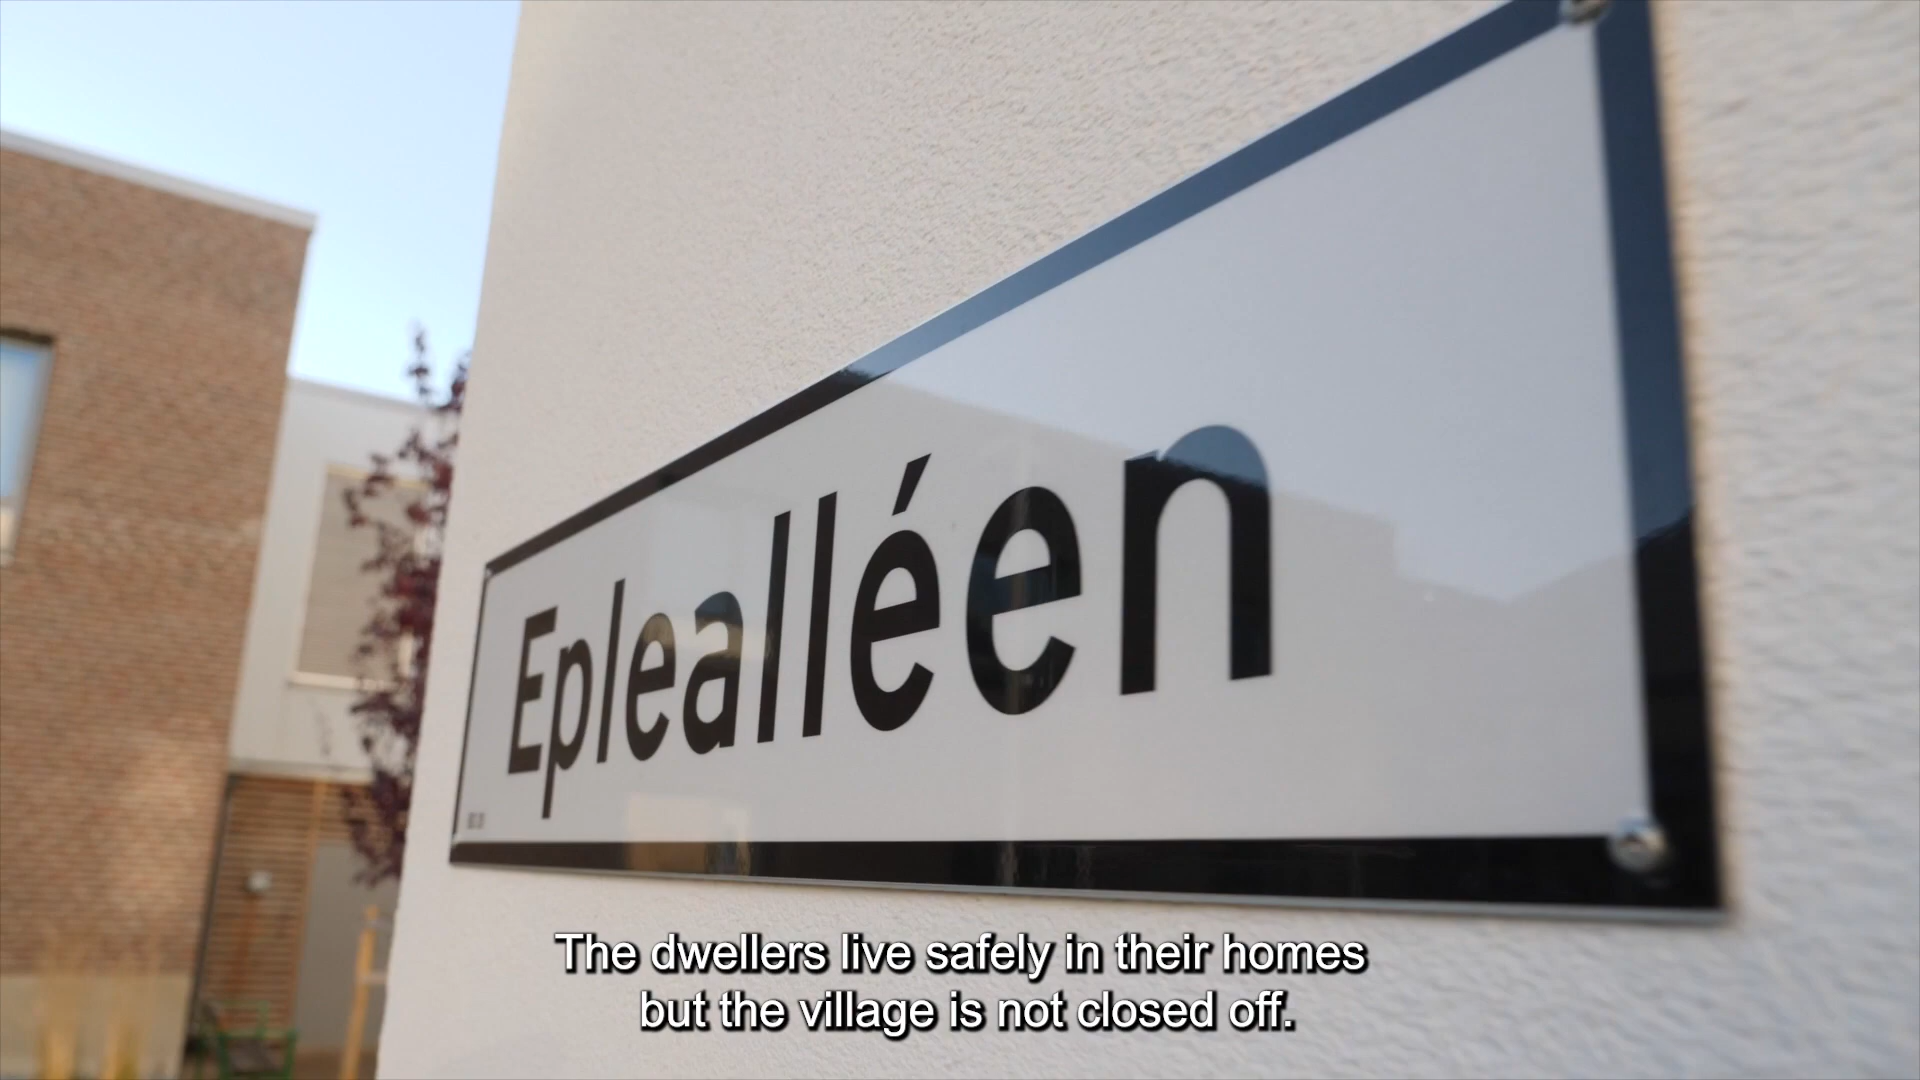 Eplealléen
The dwellers live safely in their homes
but the village is not closed off.